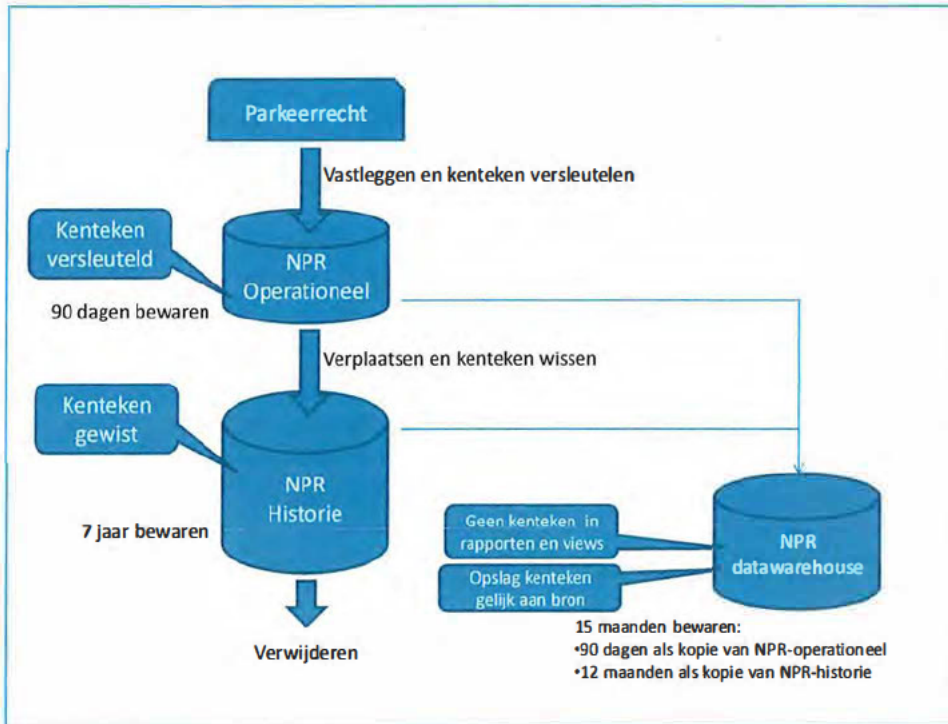 Parkeerrecht
Vastleggen en kenteken versleutelen
Kenteken
versleuteld
NPR
Operationeel
90 dagen bewaren
Verplaatsen en kenteken wissen
Kenteken
gewist
NPR
Historie
7 jaar bewaren
Geen kenteken in
rapporten en views
NPR
datawarehouse
Opslag kenteken
gelijk aan bron
Verwijderen
15 maanden bewaren:
•90 dagen als kopie van NPR-operationeel
•12 maanden als kopie van NPR-historie